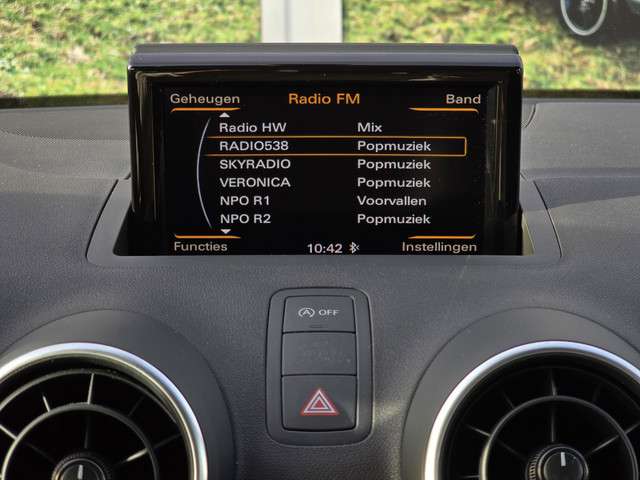 Geheugen Radio FM Band
Radio HW Mix
RADIO538 Popmuziek
SKYRADIO Popmuziek
VERONICA Popmuziek
NPO R1 Voorvallen
NPO R2 Popmuziek
Functies 10:42 Instellingen
A OFF